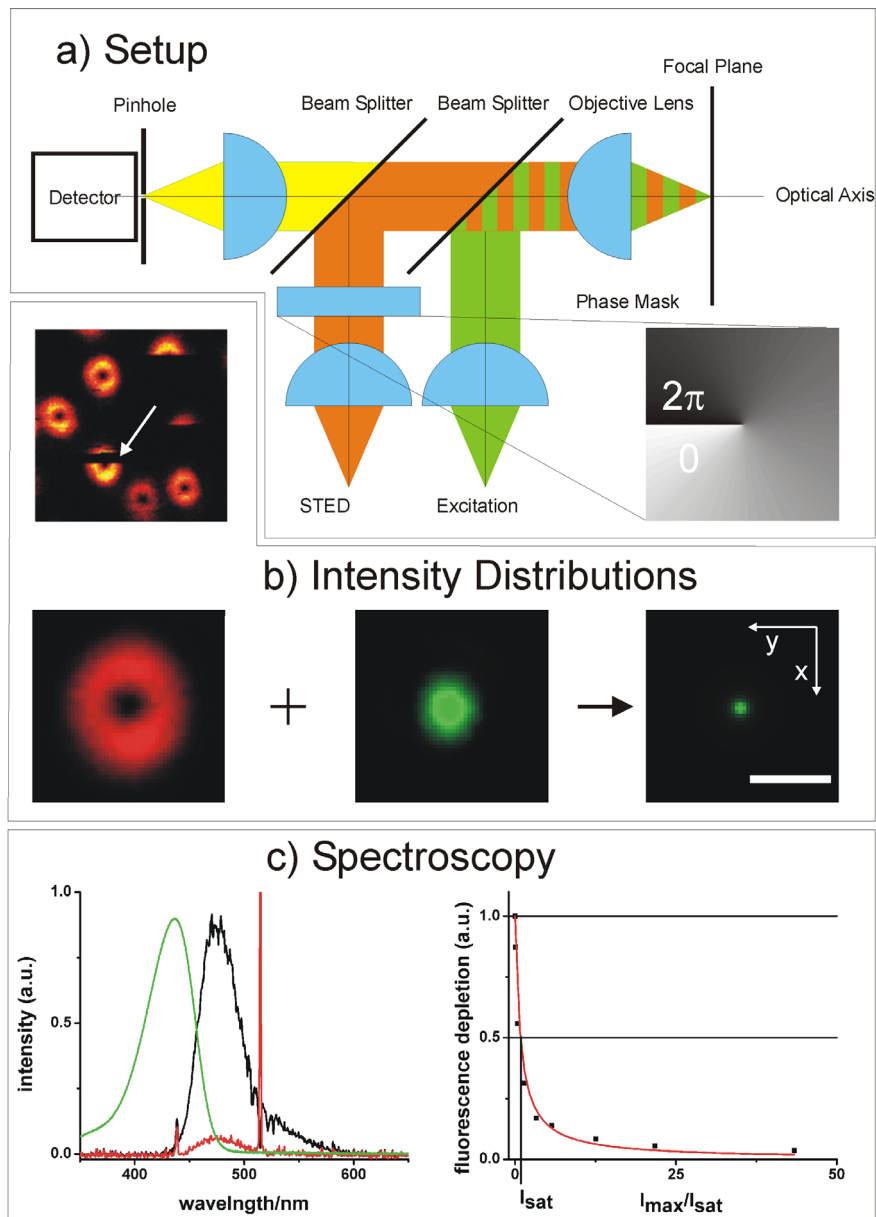 a) Setup
Focal Plane
Pinhole
Beam Splitter
Beam Splitter
Objective Lens
Detector
Optical Axis
Phase Mask
2π
0
STED
Excitation
b) Intensity Distributions
+
y
x
c) Spectroscopy
intensity (a.u.)
1.0
0.5
0.0
400
500
600
wavelngth/nm
fluorescence depletion (a.u.)
1.0
0.5
0.0
0
25
50
Isat
Imax/Isat